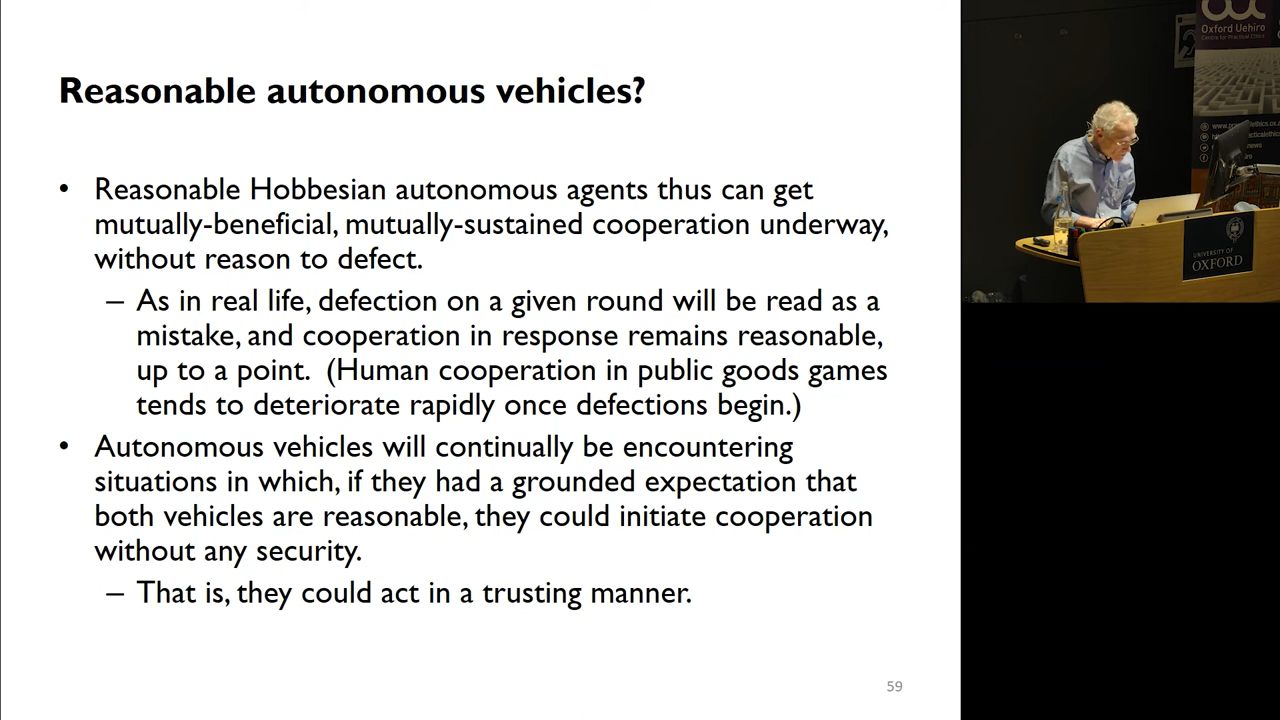 Reasonable autonomous vehicles?
• Reasonable Hobbesian autonomous agents thus can get
mutually-beneficial, mutually-sustained cooperation underway,
without reason to defect.
– As in real life, defection on a given round will be read as a
mistake, and cooperation in response remains reasonable,
up to a point. (Human cooperation in public goods games
tends to deteriorate rapidly once defections begin.)
• Autonomous vehicles will continually be encountering
situations in which, if they had a grounded expectation that
both vehicles are reasonable, they could initiate cooperation
without any security.
– That is, they could act in a trusting manner.
59
Oxford Uehiro
Centre for Practical Ethics
UNIVERSITY OF
OXFORD